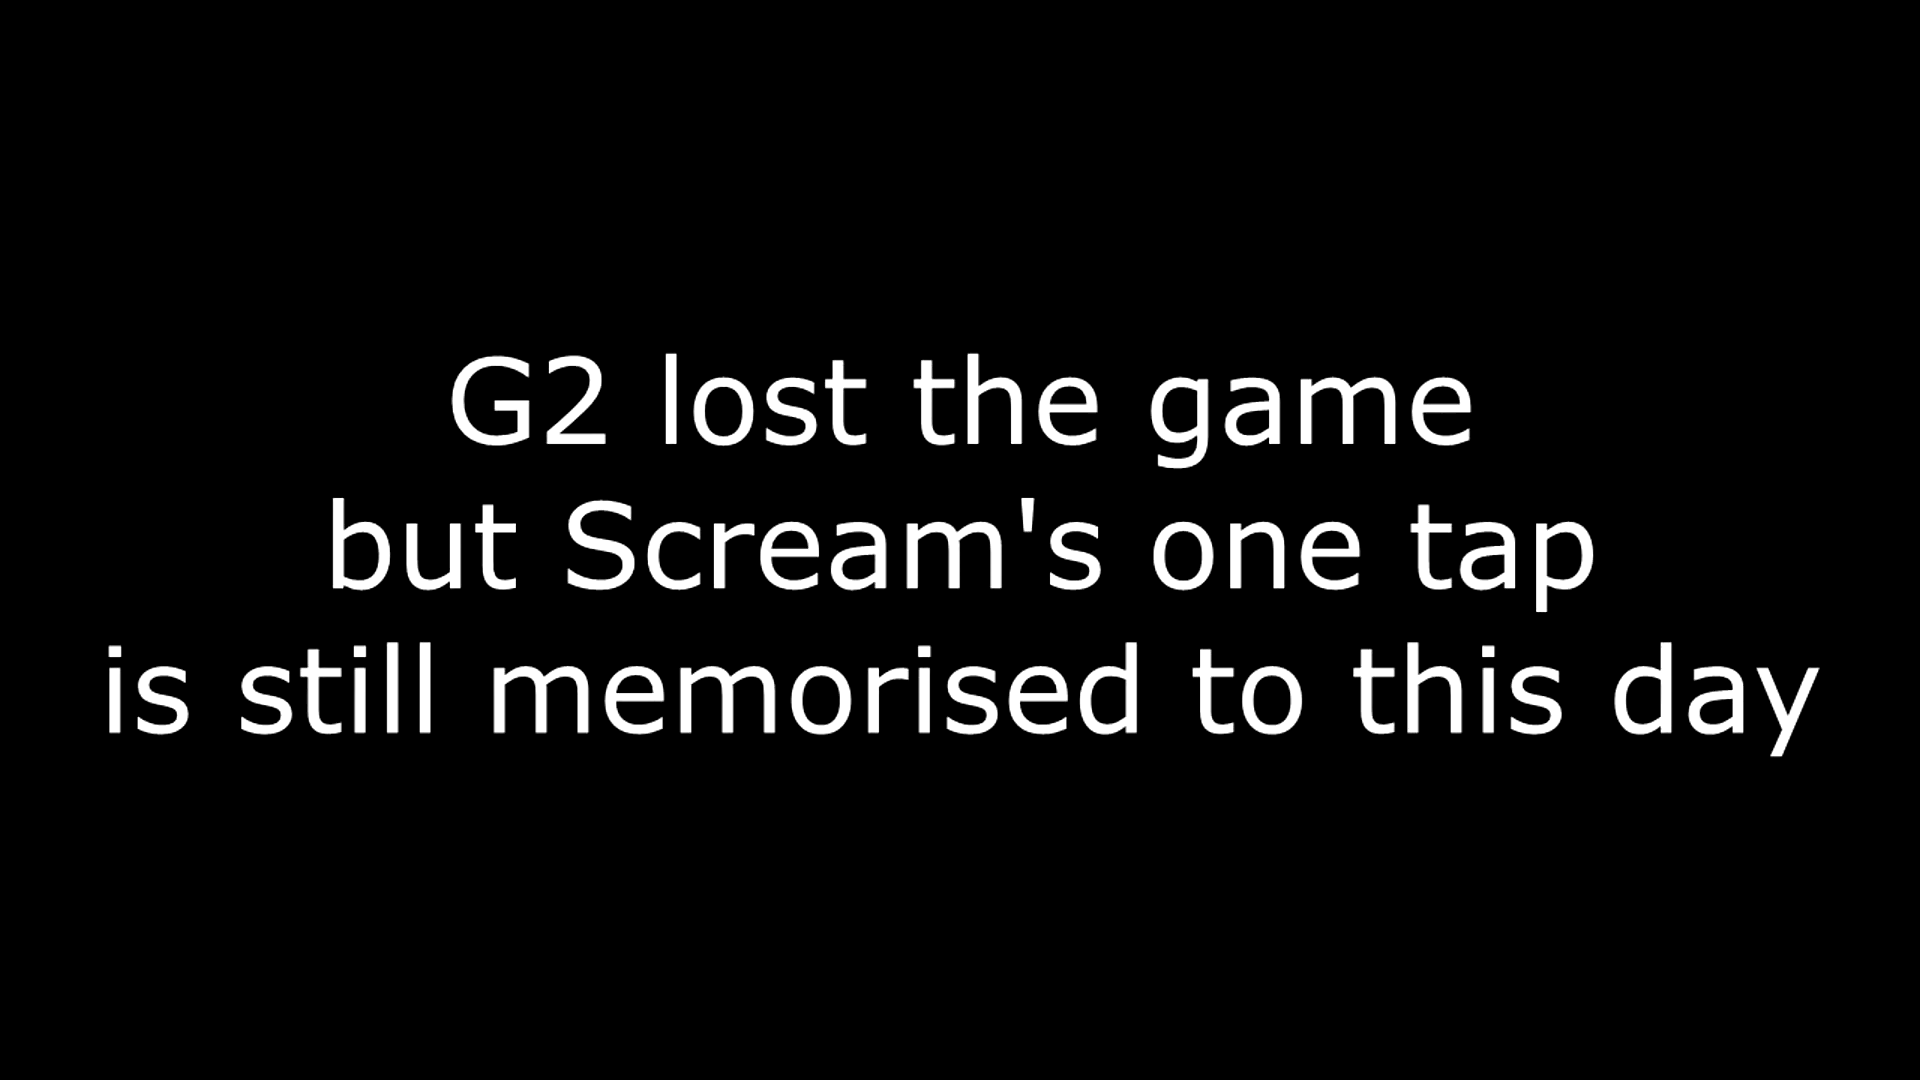 G2 lost the game
but Scream's one tap
is still memorised to this day